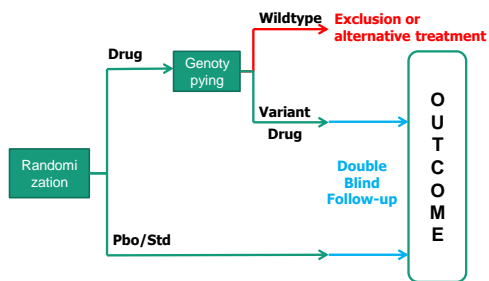 Wildtype
Exclusion or
alternative treatment
Drug
Genoty
pying
Variant
Drug
Randomi
zation
Double
Blind
Follow-up
Pbo/Std
O
U
T
C
O
M
E